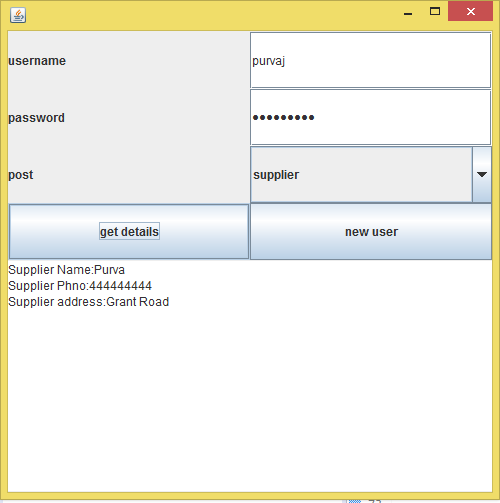 username
purvaj
password
•••••••••
post
supplier
get details
new user
Supplier Name:Purva
Supplier Phno:444444444
Supplier address:Grant Road